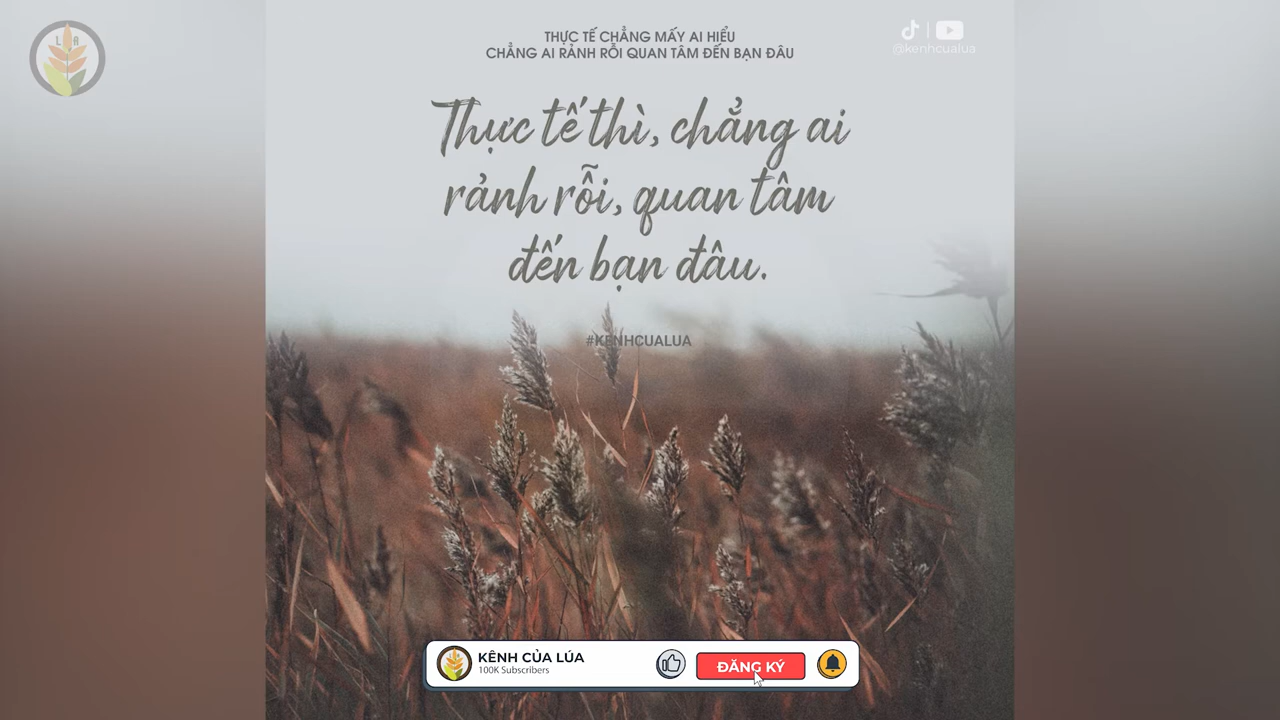 L A
THỰC TẾ CHẲNG MẤY AI HIỂU
CHẲNG AI RẢNH RỖI QUAN TÂM ĐẾN BẠN ĐÂU
@kenhcualua
Thực tế thì, chẳng ai
rảnh rỗi, quan tâm
đến bạn đâu.
#KENHCUALUA
KÊNH CỦA LÚA
100K Subscribers
ĐĂNG KÝ